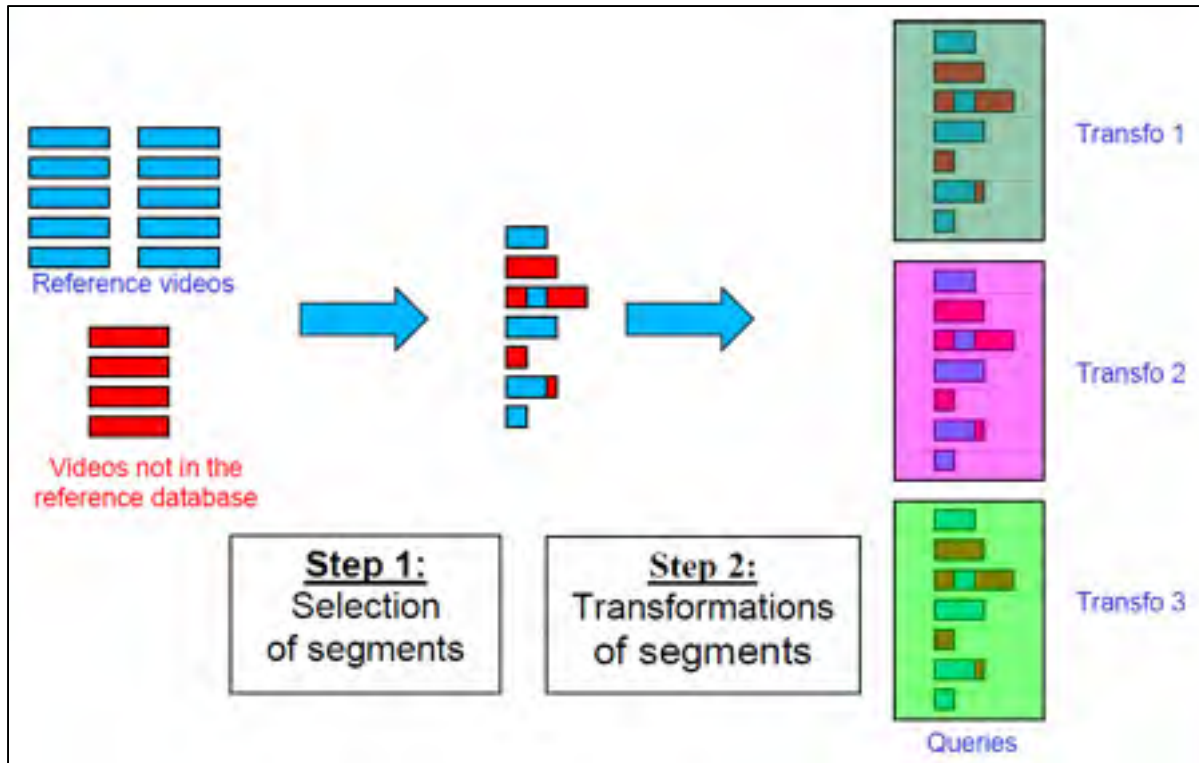 Reference videos
Videos not in the
reference database
Step 1:
Selection
of segments
Step 2:
Transformations
of segments
Transfo 1
Transfo 2
Transfo 3
Queries